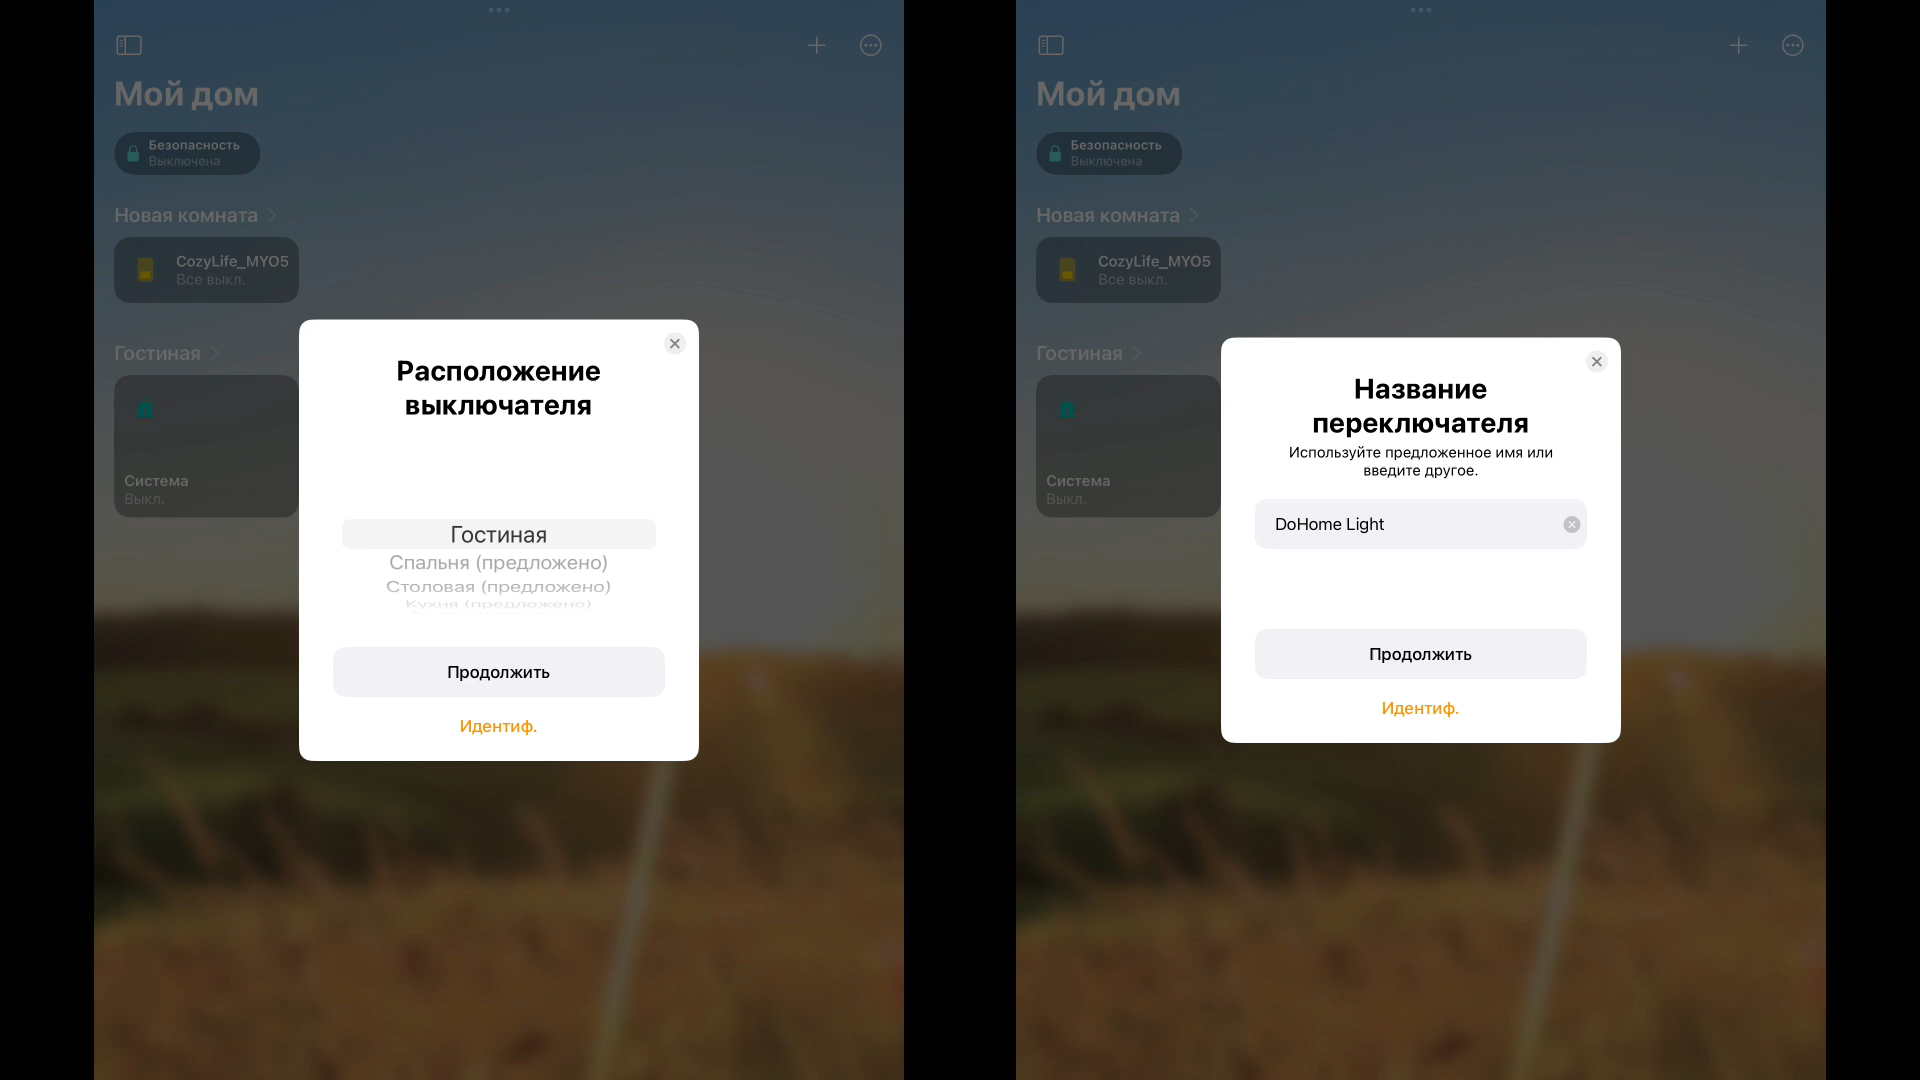 Мой дом
Безопасность
Выключена
Новая комната
CozyLife_MYO5
Все выкл.
Гостиная
Система
Выкл.
Расположение
выключателя
Гостиная
Спальня (предложено)
Столовая (предложено)
Кухня (предложено)
Продолжить
Идентиф.
Мой дом
Безопасность
Выключена
Новая комната
CozyLife_MYO5
Все выкл.
Гостиная
Система
Выкл.
Название
переключателя
Используйте предложенное имя или
введите другое.
DoHome Light
Продолжить
Идентиф.